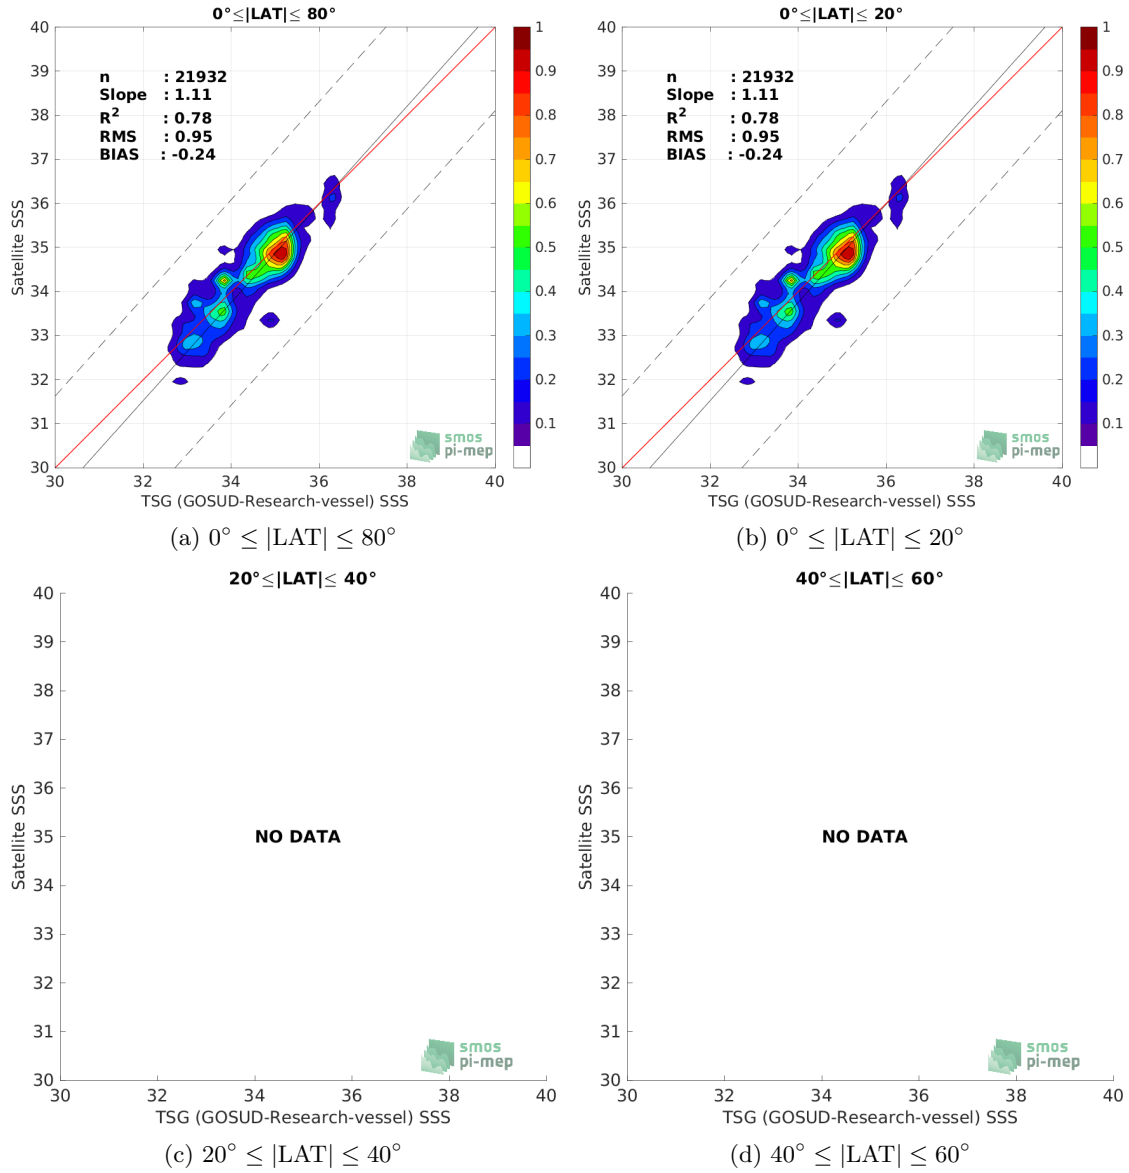 0°≤|LAT|≤ 80°
40
39
38
37
36
35
34
33
32
31
30
30
32
34
36
38
40
Satellite SSS
TSG (GOSUD-Research-vessel) SSS
n : 21932
Slope : 1.11
R² : 0.78
RMS : 0.95
BIAS : -0.24
1
0.9
0.8
0.7
0.6
0.5
0.4
0.3
0.2
0.1
smos
pi-mep
(a) 0° ≤ |LAT| ≤ 80°
0°≤|LAT|≤ 20°
40
39
38
37
36
35
34
33
32
31
30
30
32
34
36
38
40
Satellite SSS
TSG (GOSUD-Research-vessel) SSS
n : 21932
Slope : 1.11
R² : 0.78
RMS : 0.95
BIAS : -0.24
1
0.9
0.8
0.7
0.6
0.5
0.4
0.3
0.2
0.1
smos
pi-mep
(b) 0° ≤ |LAT| ≤ 20°
20°≤|LAT|≤ 40°
40
39
38
37
36
35
34
33
32
31
30
30
32
34
36
38
40
Satellite SSS
TSG (GOSUD-Research-vessel) SSS
NO DATA
smos
pi-mep
(c) 20° ≤ |LAT| ≤ 40°
40°≤|LAT|≤ 60°
40
39
38
37
36
35
34
33
32
31
30
30
32
34
36
38
40
Satellite SSS
TSG (GOSUD-Research-vessel) SSS
NO DATA
smos
pi-mep
(d) 40° ≤ |LAT| ≤ 60°